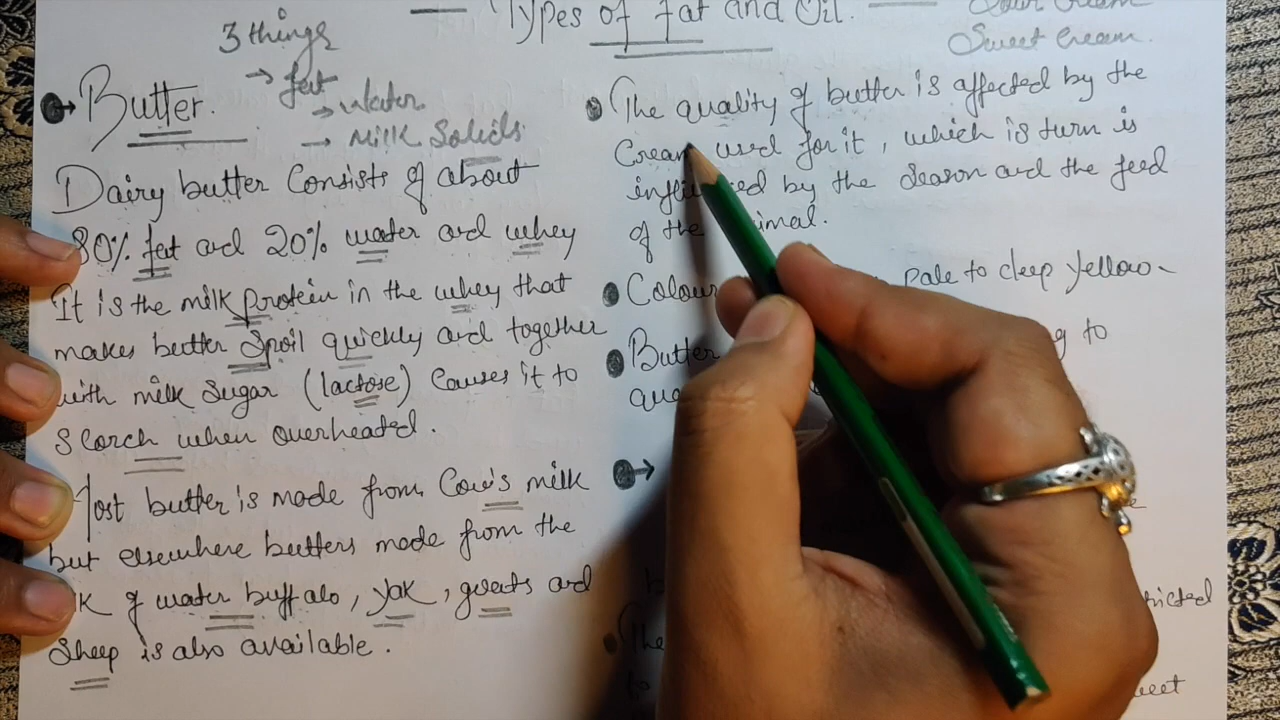 Types of fat and Oil.
Sour Cream
Sweet Cream.
3 things
→ fat
→ water
→ Milk Solids
Butter.
Dairy butter Consists of about
80% fat and 20% water and whey
It is the milk protein in the whey that
makes butter Spoil quickly and together
with milk Sugar (lactose) Causes it to
Scorch when overheated.
Most butter is made from Cow's milk
but elsewhere butters made from the
of water buffalo, yak, goats and
Sheep is also available.
The quality of butter is affected by the
Cream used for it, which is turn is
by the Season and the feed
of the
Colour pale to deep yellow
Butter to
The
to